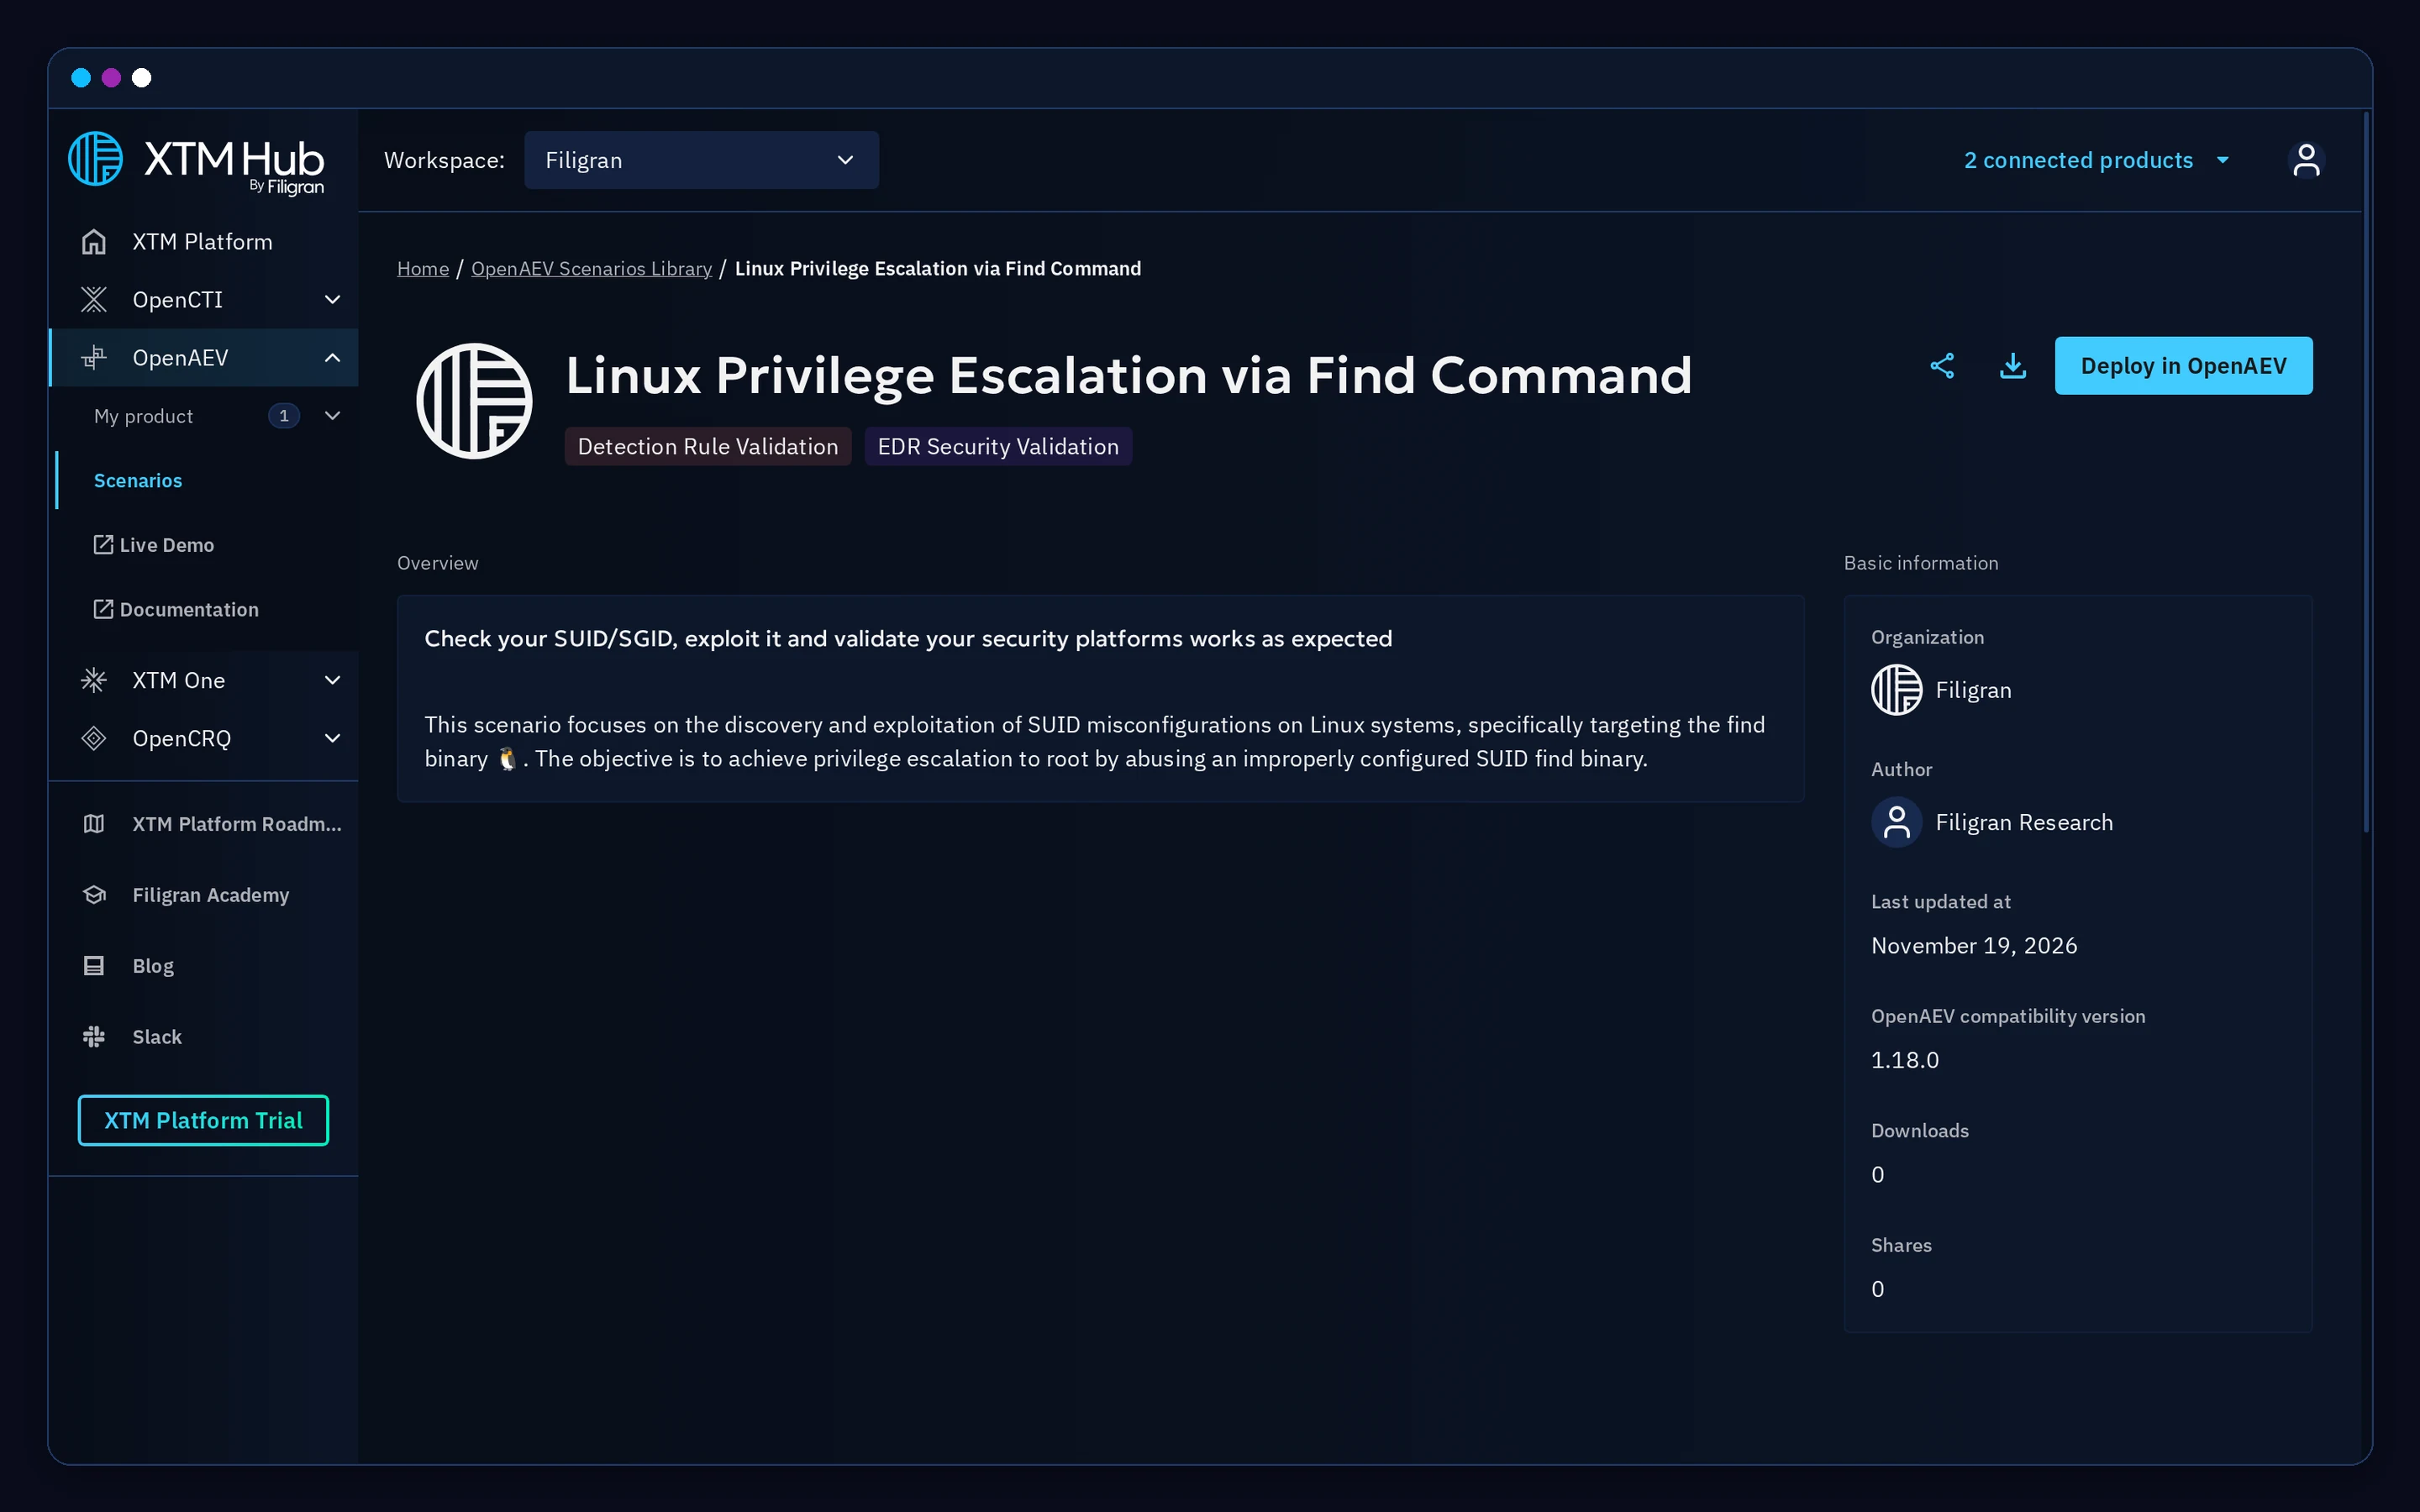 XTM Hub
By Filigran
Workspace:
Filigran
2 connected products
XTM Platform
OpenCTI
OpenAEV
My product
1
Scenarios
Live Demo
Documentation
XTM One
OpenCRQ
XTM Platform Roadm...
Filigran Academy
Blog
Slack
XTM Platform Trial
Home / OpenAEV Scenarios Library / Linux Privilege Escalation via Find Command
Linux Privilege Escalation via Find Command
Deploy in OpenAEV
Detection Rule Validation
EDR Security Validation
Overview
Check your SUID/SGID, exploit it and validate your security platforms works as expected
This scenario focuses on the discovery and exploitation of SUID misconfigurations on Linux systems, specifically targeting the find
binary 🐧. The objective is to achieve privilege escalation to root by abusing an improperly configured SUID find binary.
Basic information
Organization
Filigran
Author
Filigran Research
Last updated at
November 19, 2026
OpenAEV compatibility version
1.18.0
Downloads
0
Shares
0